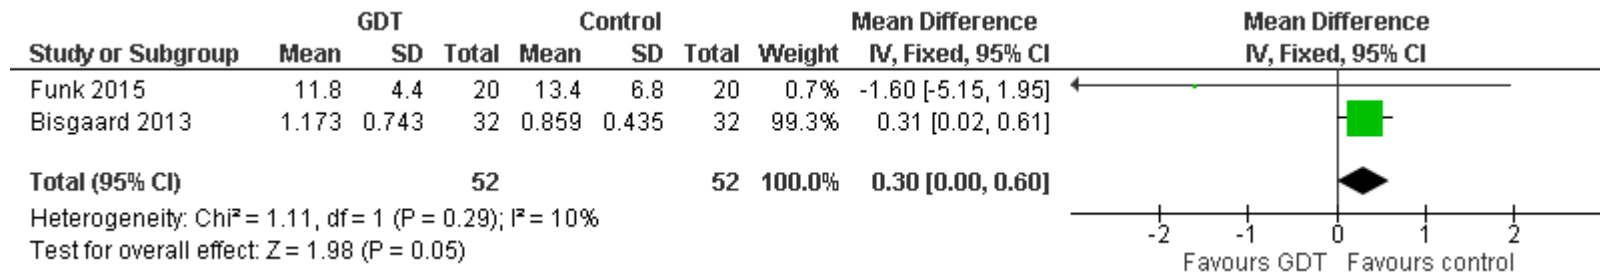 GDT Control Mean Difference Mean Difference
Study or Subgroup Mean SD Total Mean SD Total Weight IV, Fixed, 95% CI IV, Fixed, 95% CI
Funk 2015 11.8 4.4 20 13.4 6.8 20 0.7% -1.60 [-5.15, 1.95]
Bisgaard 2013 1.173 0.743 32 0.859 0.435 32 99.3% 0.31 [0.02, 0.61]
Total (95% CI) 52 52 100.0% 0.30 [0.00, 0.60]
Heterogeneity: Chi² = 1.11, df = 1 (P = 0.29); I² = 10%
Test for overall effect: Z = 1.98 (P = 0.05)
-2 -1 0 1 2
Favours GDT Favours control